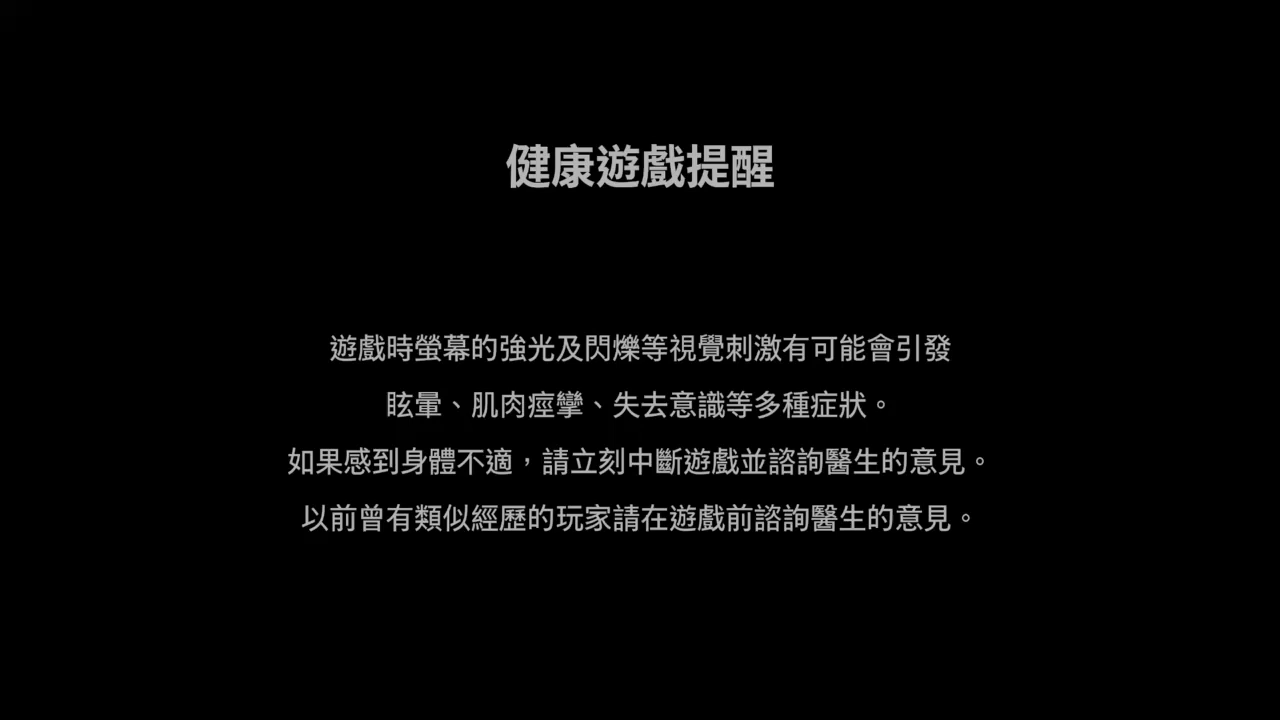 健康遊戲提醒
遊戲時螢幕的強光及閃爍等視覺刺激有可能會引發
眩暈、肌肉痙攣、失去意識等多種症狀。
如果感到身體不適，請立刻中斷遊戲並諮詢醫生的意見。
以前曾有類似經歷的玩家請在遊戲前諮詢醫生的意見。